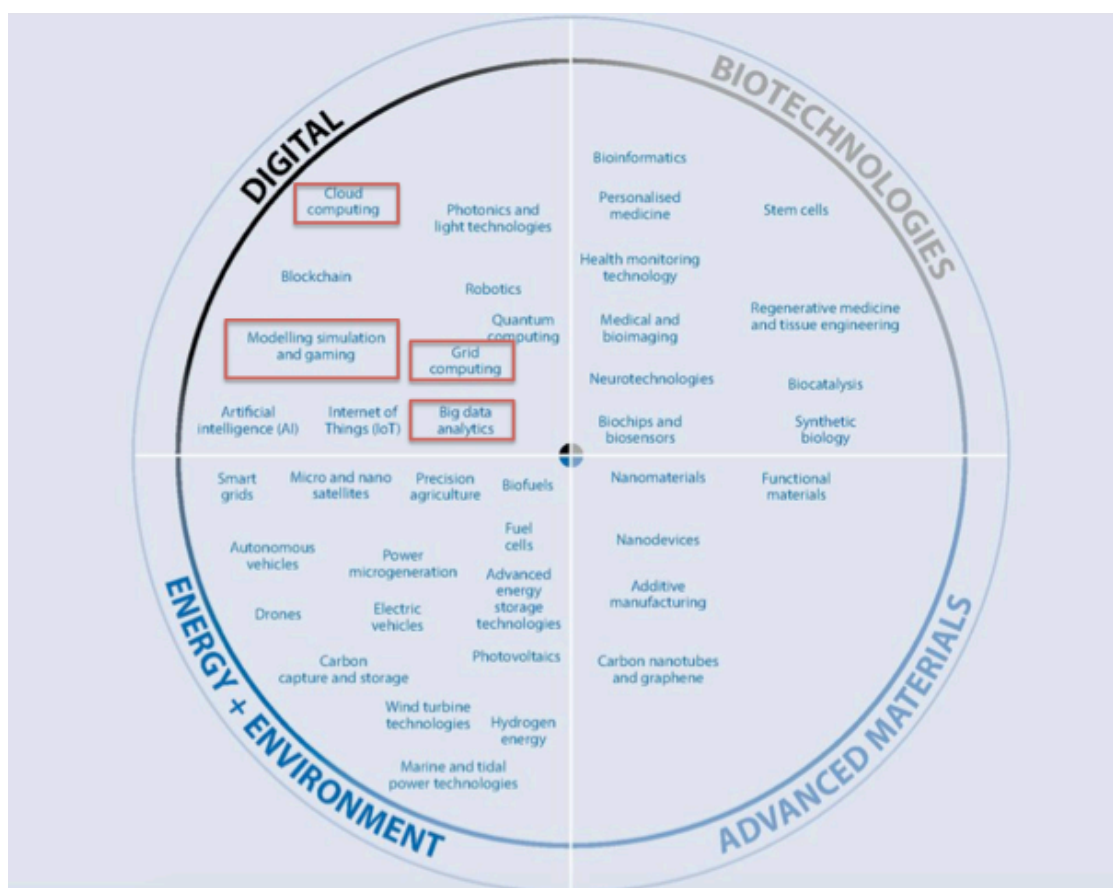 DIGITAL
BIOTECHNOLOGIES
Cloud
computing
Photonics and
light technologies
Blockchain
Robotics
Quantum
computing
Modelling simulation
and gaming
Grid
computing
Artificial
intelligence (AI)
Internet of
Things (IoT)
Big data
analytics
Bioinformatics
Personalised
medicine
Stem cells
Health monitoring
technology
Medical and
bioimaging
Regenerative medicine
and tissue engineering
Neurotechnologies
Biocatalysis
Biochips and
biosensors
Synthetic
biology
Smart
grids
Micro and nano
satellites
Precision
agriculture
Biofuels
Fuel
cells
Autonomous
vehicles
Power
microgeneration
Advanced
energy
storage
technologies
Drones
Electric
vehicles
Photovoltaics
Carbon
capture and storage
Wind turbine
technologies
Hydrogen
energy
Marine and tidal
power technologies
ENERGY + ENVIRONMENT
Nanomaterials
Functional
materials
Nanodevices
Additive
manufacturing
Carbon nanotubes
and graphene
ADVANCED MATERIALS